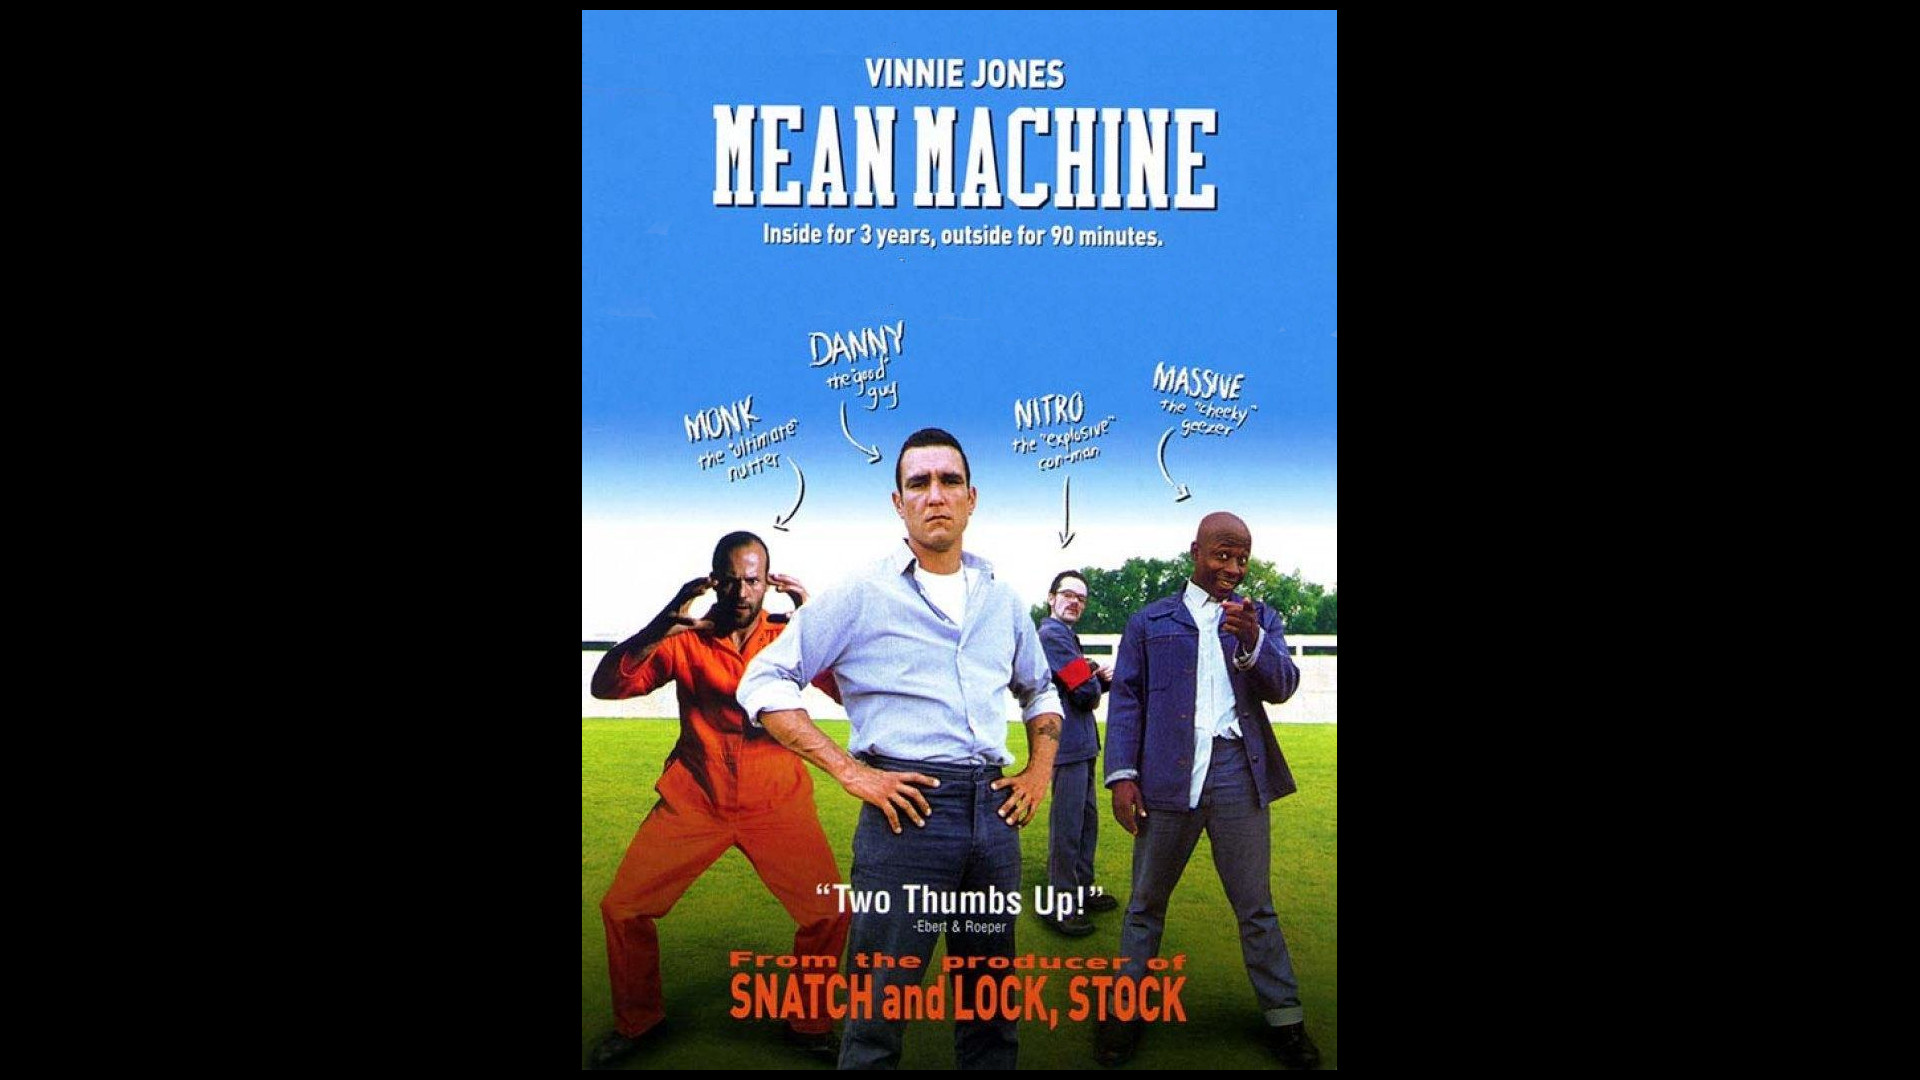 VINNIE JONES
MEAN MACHINE
Inside for 3 years, outside for 90 minutes.
DANNY
the "good"
guy
MONK
the "ultimate"
nutter
NITRO
the "explosive"
con-man
MASSIVE
the "cheeky"
geezer
“Two Thumbs Up!”
-Ebert & Roeper
From the producer of
SNATCH and LOCK, STOCK